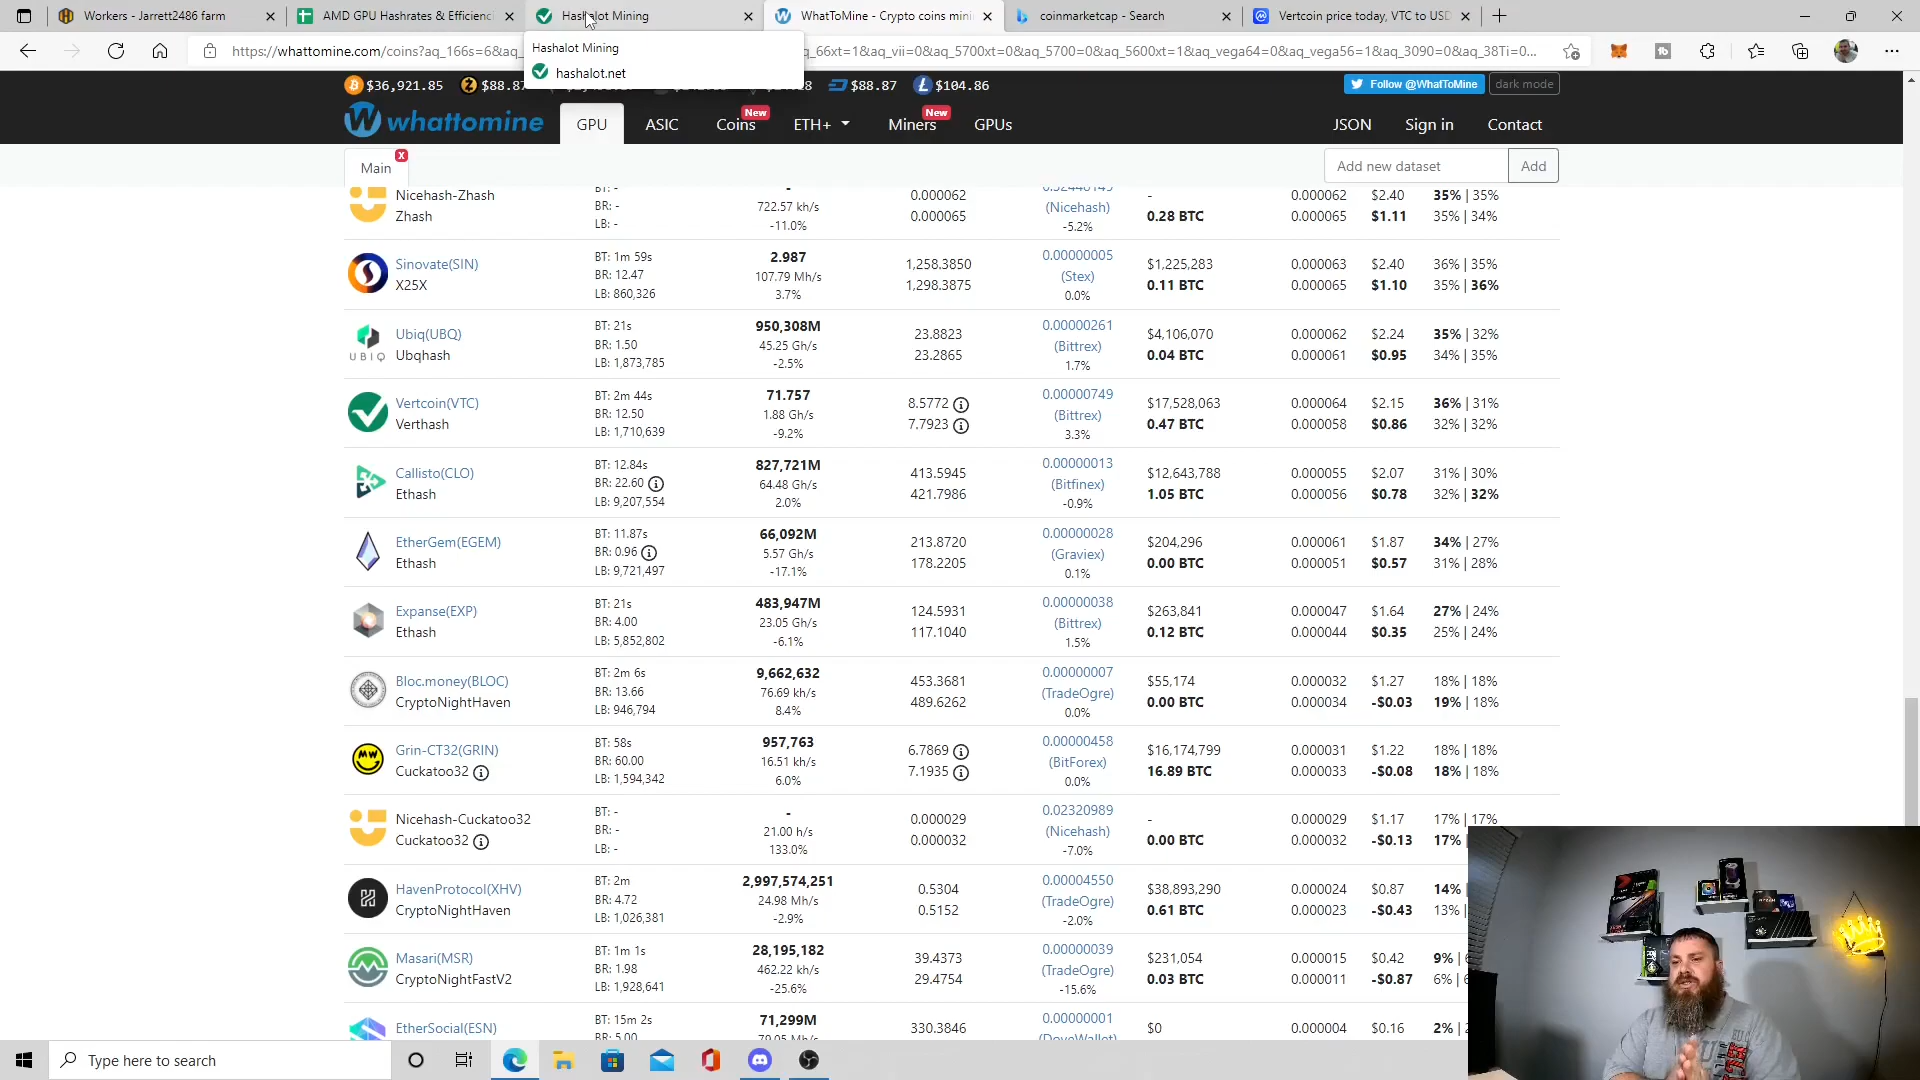 Workers - Jarrett2486 farm
AMD GPU Hashrates & Efficienc
Hashalot Mining
WhatToMine - Crypto coins mini
coinmarketcap - Search
Vertcoin price today, VTC to USD
https://whattomine.com/coins?aq_166s=6&aq_
_66xt=1&aq_vii=0&aq_5700xt=0&aq_5700=0&aq_5600xt=1&aq_vega64=0&aq_vega56=1&aq_3090=0&aq_38Ti=0...
Hashalot Mining
hashalot.net
$36,921.85
$88.87
$88.87
$104.86
Follow @WhatToMine
dark mode
whattomine
GPU
ASIC
Coins
New
ETH+
Miners
New
GPUs
JSON
Sign in
Contact
Main
x
Add new dataset
Add
Nicehash-Zhash
Zhash
BT: -
BR: -
LB: -
-
722.57 kh/s
-11.0%
0.000062
0.000065
(Nicehash)
-5.2%
-
0.28 BTC
0.000062
0.000065
$2.40
$1.11
35% | 35%
35% | 34%
Sinovate(SIN)
X25X
BT: 1m 59s
BR: 12.47
LB: 860,326
2.987
107.79 Mh/s
3.7%
1,258.3850
1,298.3875
0.00000005
(Stex)
0.0%
$1,225,283
0.11 BTC
0.000063
0.000065
$2.40
$1.10
36% | 35%
35% | 36%
UBIQ
Ubiq(UBQ)
Ubqhash
BT: 21s
BR: 1.50
LB: 1,873,785
950,308M
45.25 Gh/s
-2.5%
23.8823
23.2865
0.00000261
(Bittrex)
1.7%
$4,106,070
0.04 BTC
0.000062
0.000061
$2.24
$0.95
35% | 32%
34% | 35%
Vertcoin(VTC)
Verthash
BT: 2m 44s
BR: 12.50
LB: 1,710,639
71.757
1.88 Gh/s
-9.2%
8.5772
7.7923
0.00000749
(Bittrex)
3.3%
$17,528,063
0.47 BTC
0.000064
0.000058
$2.15
$0.86
36% | 31%
32% | 32%
Callisto(CLO)
Ethash
BT: 12.84s
BR: 22.60
LB: 9,207,554
827,721M
64.48 Gh/s
2.0%
413.5945
421.7986
0.00000013
(Bitfinex)
-0.9%
$12,643,788
1.05 BTC
0.000055
0.000056
$2.07
$0.78
31% | 30%
32% | 32%
EtherGem(EGEM)
Ethash
BT: 11.87s
BR: 0.96
LB: 9,721,497
66,092M
5.57 Gh/s
-17.1%
213.8720
178.2205
0.00000028
(Graviex)
0.1%
$204,296
0.00 BTC
0.000061
0.000051
$1.87
$0.57
34% | 27%
31% | 28%
Expanse(EXP)
Ethash
BT: 21s
BR: 4.00
LB: 5,852,802
483,947M
23.05 Gh/s
-6.1%
124.5931
117.1040
0.00000038
(Bittrex)
1.5%
$263,841
0.12 BTC
0.000047
0.000044
$1.64
$0.35
27% | 24%
25% | 24%
Bloc.money(BLOC)
CryptoNightHaven
BT: 2m 6s
BR: 13.66
LB: 946,794
9,662,632
76.69 kh/s
8.4%
453.3681
489.6262
0.00000007
(TradeOgre)
0.0%
$55,174
0.00 BTC
0.000032
0.000034
$1.27
-$0.03
18% | 18%
19% | 18%
MW
Grin-CT32(GRIN)
Cuckatoo32
BT: 58s
BR: 60.00
LB: 1,594,342
957,763
16.51 kh/s
6.0%
6.7869
7.1935
0.00000458
(BitForex)
0.0%
$16,174,799
16.89 BTC
0.000031
0.000033
$1.22
-$0.08
18% | 18%
18% | 18%
Nicehash-Cuckatoo32
Cuckatoo32
BT: -
BR: -
LB: -
-
21.00 h/s
133.0%
0.000029
0.000032
0.02320989
(Nicehash)
-7.0%
-
0.00 BTC
0.000029
0.000032
$1.17
-$0.13
17% | 17%
17% |
HavenProtocol(XHV)
CryptoNightHaven
BT: 2m
BR: 4.72
LB: 1,026,381
2,997,574,251
24.98 Mh/s
-2.9%
0.5304
0.5152
0.00004550
(TradeOgre)
-2.0%
$38,893,290
0.61 BTC
0.000024
0.000023
$0.87
-$0.43
14% |
13% |
Masari(MSR)
CryptoNightFastV2
BT: 1m 1s
BR: 1.98
LB: 1,928,641
28,195,182
462.22 kh/s
-25.6%
39.4373
29.4754
0.00000039
(TradeOgre)
-15.6%
$231,054
0.03 BTC
0.000015
0.000011
$0.42
-$0.87
9% |
6% |
EtherSocial(ESN)
BT: 15m 2s
BR: 5.00
71,299M
79.05 Mh/s
330.3846
0.00000001
(DoveWallet)
$0
0.000004
$0.16
2% |
Type here to search